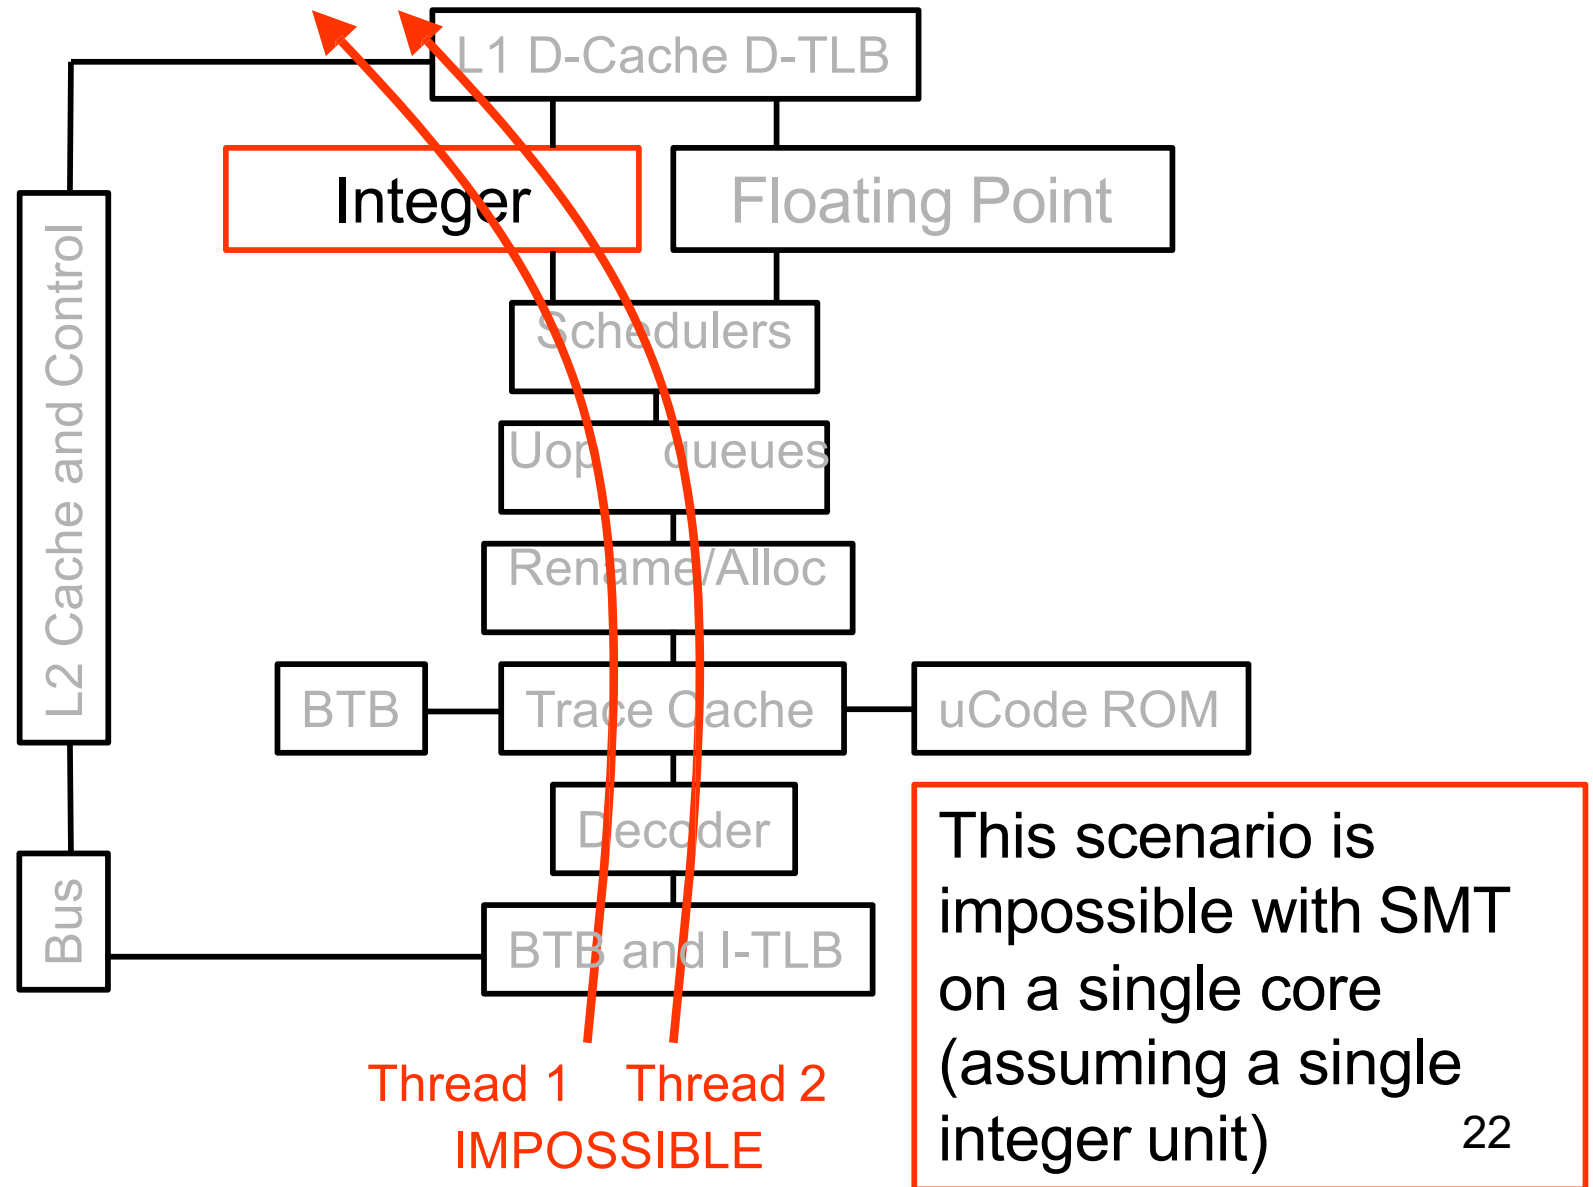 L1 D-Cache D-TLB
Integer
Floating Point
L2 Cache and Control
Schedulers
Uop queues
Rename/Alloc
BTB
Trace Cache
uCode ROM
Decoder
Bus
BTB and I-TLB
Thread 1
Thread 2
IMPOSSIBLE
This scenario is
impossible with SMT
on a single core
(assuming a single
integer unit)
22